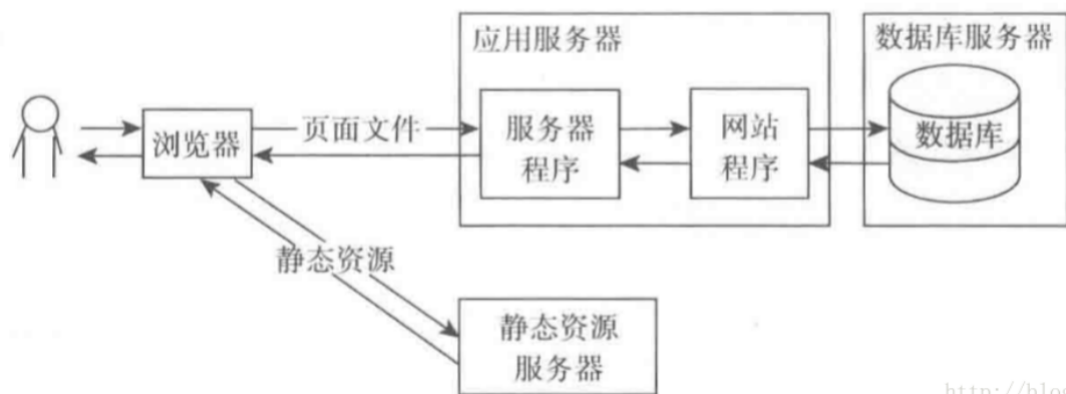 应用服务器
数据库服务器
浏览器
页面文件
服务器
程序
网站
程序
数据库
静态资源
静态资源
服务器
http://blog